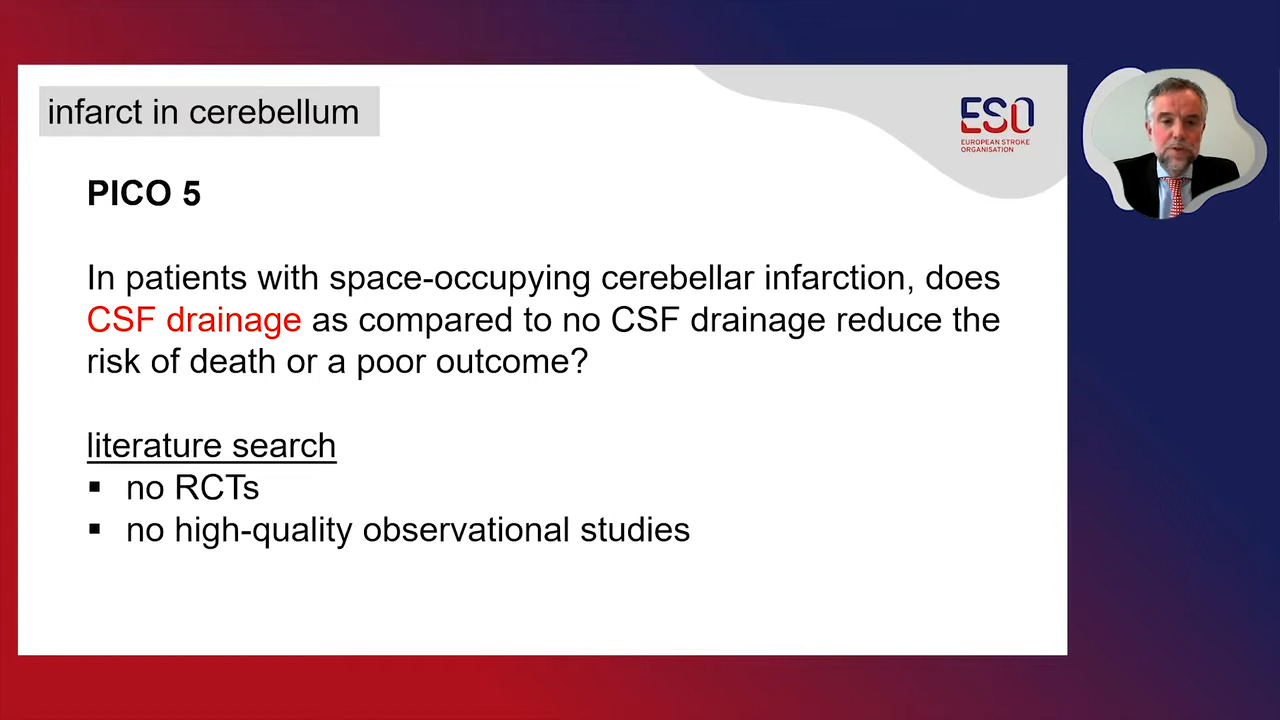 infarct in cerebellum
ESO
EUROPEAN STROKE
ORGANISATION
PICO 5
In patients with space-occupying cerebellar infarction, does
CSF drainage as compared to no CSF drainage reduce the
risk of death or a poor outcome?
literature search
▪ no RCTs
▪ no high-quality observational studies